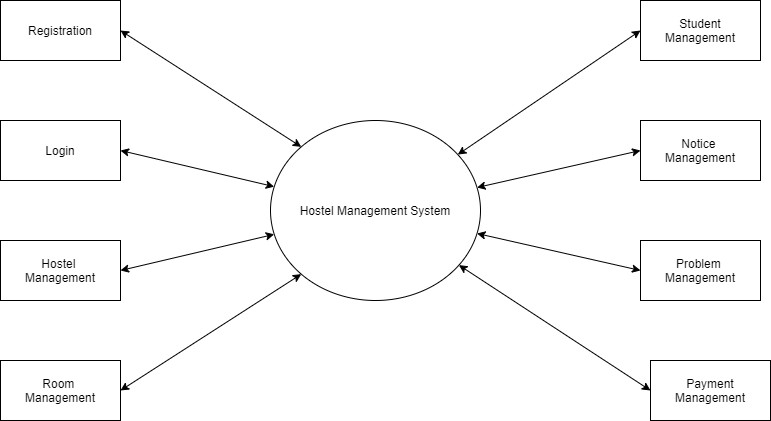 Registration
Login
Hostel
Management
Room
Management
Hostel Management System
Student
Management
Notice
Management
Problem
Management
Payment
Management